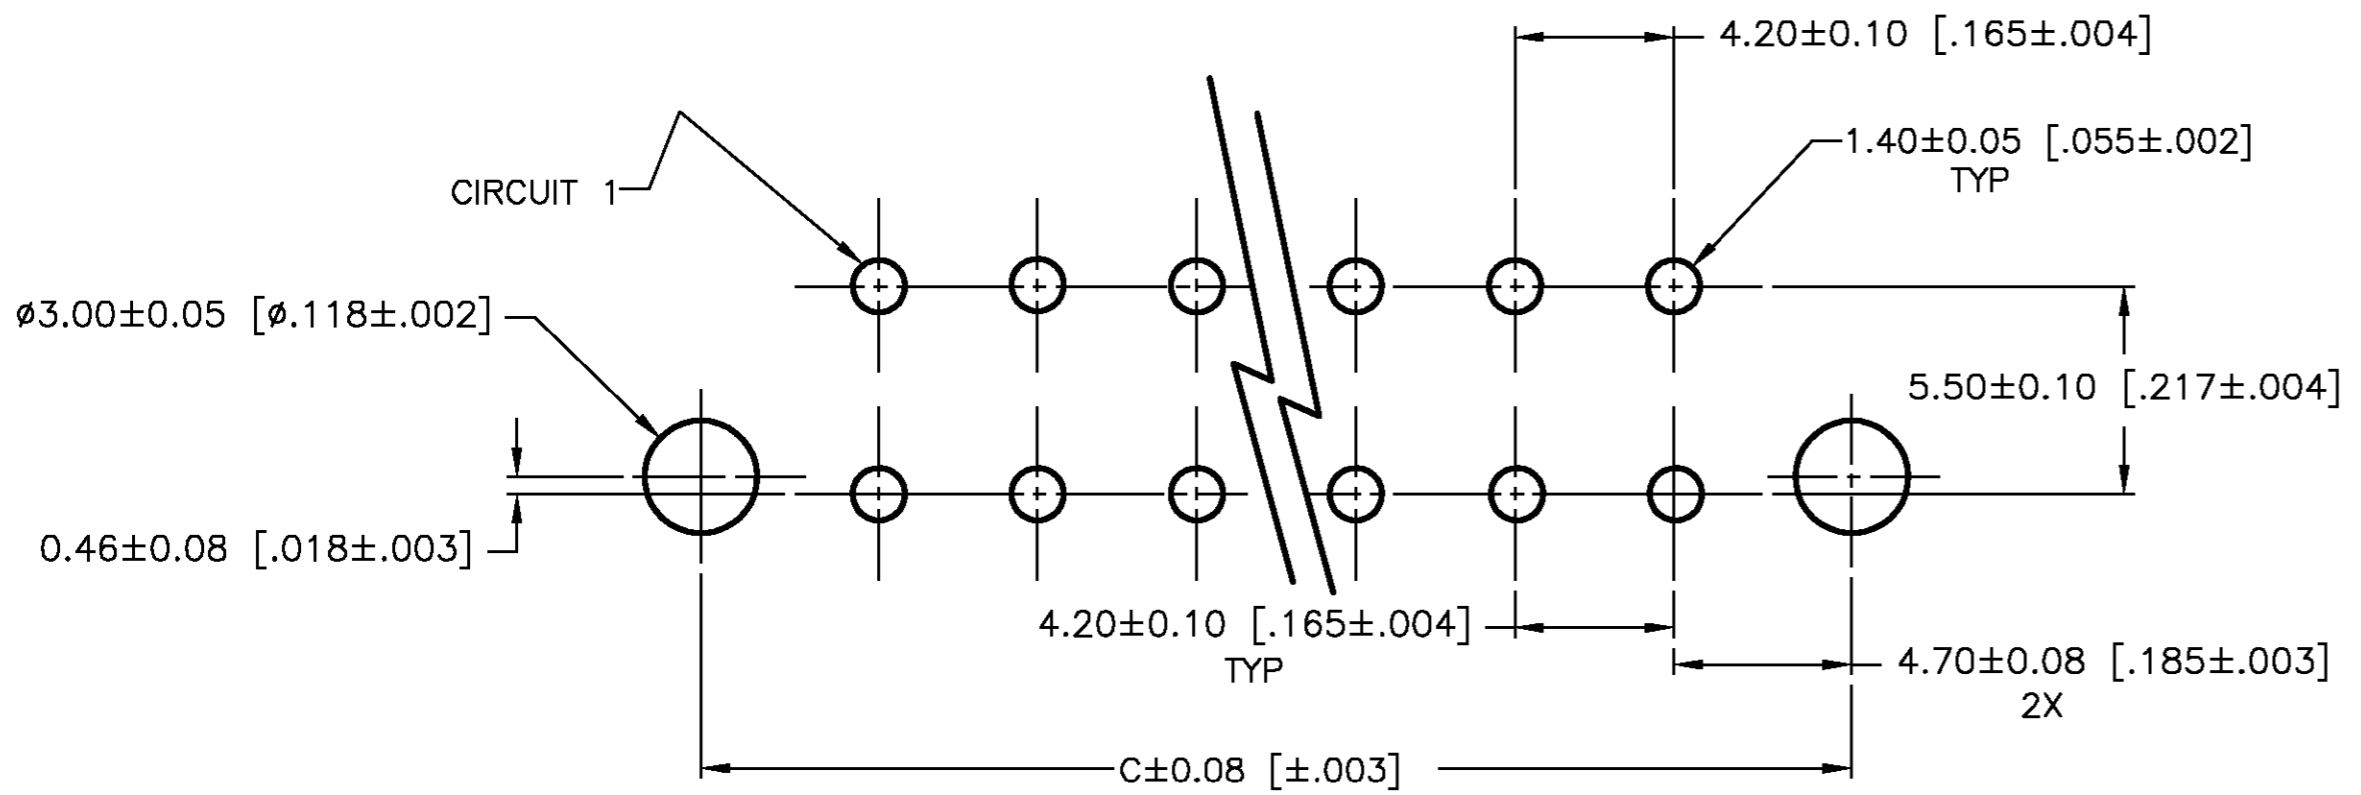 4.20±0.10 [.165±.004]
1.40±0.05 [.055±.002]
TYP
CIRCUIT 1
ø3.00±0.05 [ø.118±.002]
5.50±0.10 [.217±.004]
0.46±0.08 [.018±.003]
4.20±0.10 [.165±.004]
TYP
4.70±0.08 [.185±.003]
2X
C±0.08 [±.003]